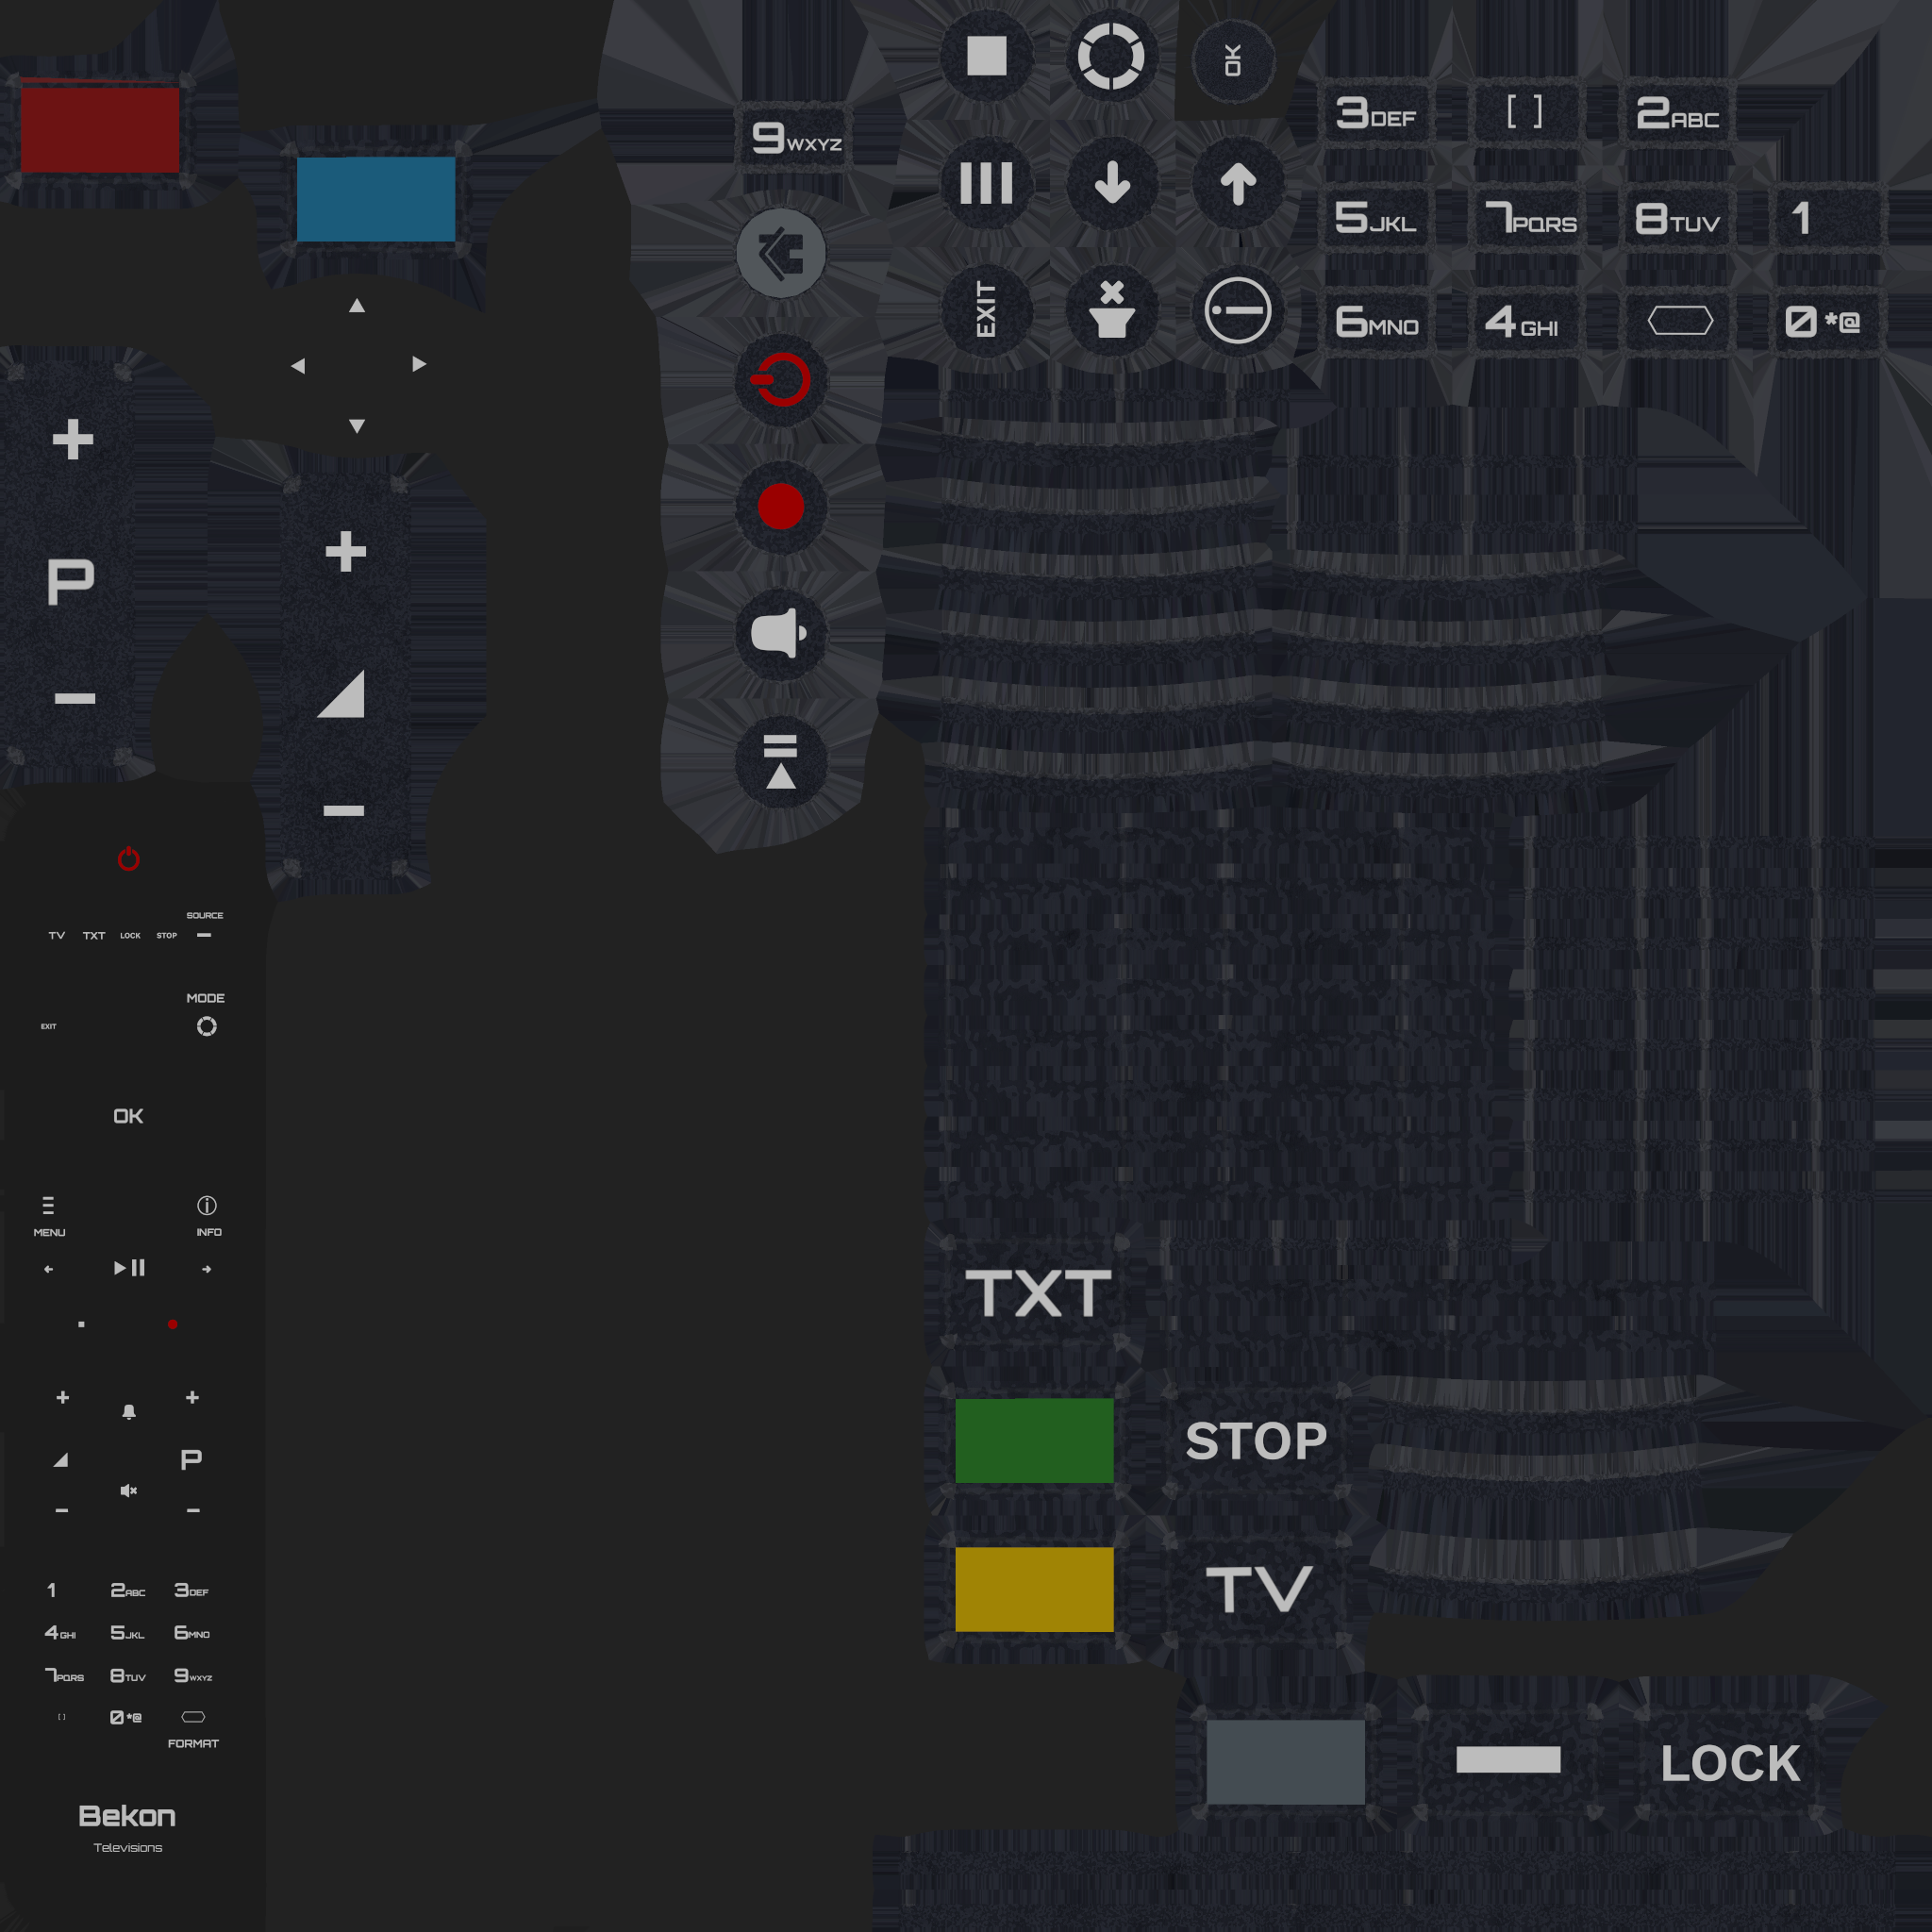 OK
3DEF
[ ]
2ABC
9WXYZ
5JKL
7PQRS
8TUV
1
EXIT
6MNO
4GHI
0*@
+
P
-
+
-
SOURCE
TV TXT LOCK STOP
MODE
EXIT
OK
MENU
INFO
+ +
P
- -
1 2ABC 3DEF
4GHI 5JKL 6MNO
7PQRS 8TUV 9WXYZ
[ ] 0*@
FORMAT
Bekon
Televisions
TXT
STOP
TV
LOCK